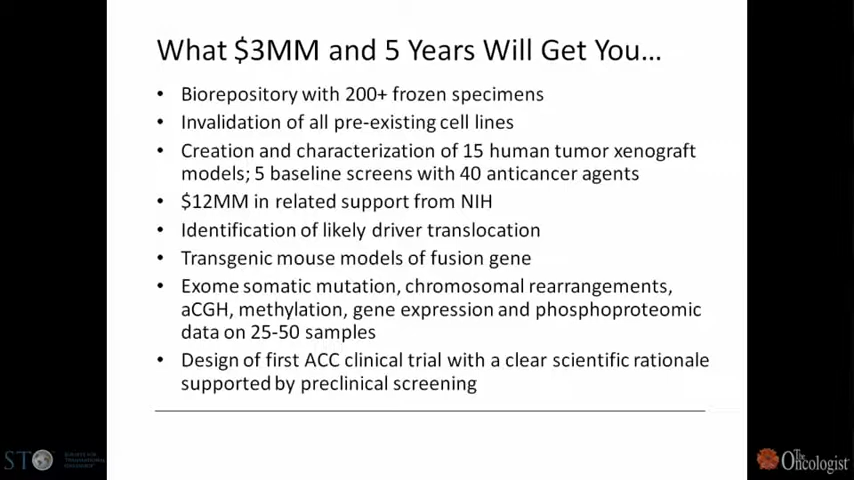 What $3MM and 5 Years Will Get You…
• Biorepository with 200+ frozen specimens
• Invalidation of all pre-existing cell lines
• Creation and characterization of 15 human tumor xenograft
models; 5 baseline screens with 40 anticancer agents
• $12MM in related support from NIH
• Identification of likely driver translocation
• Transgenic mouse models of fusion gene
• Exome somatic mutation, chromosomal rearrangements,
aCGH, methylation, gene expression and phosphoproteomic
data on 25-50 samples
• Design of first ACC clinical trial with a clear scientific rationale
supported by preclinical screening
STO
The Oncologist